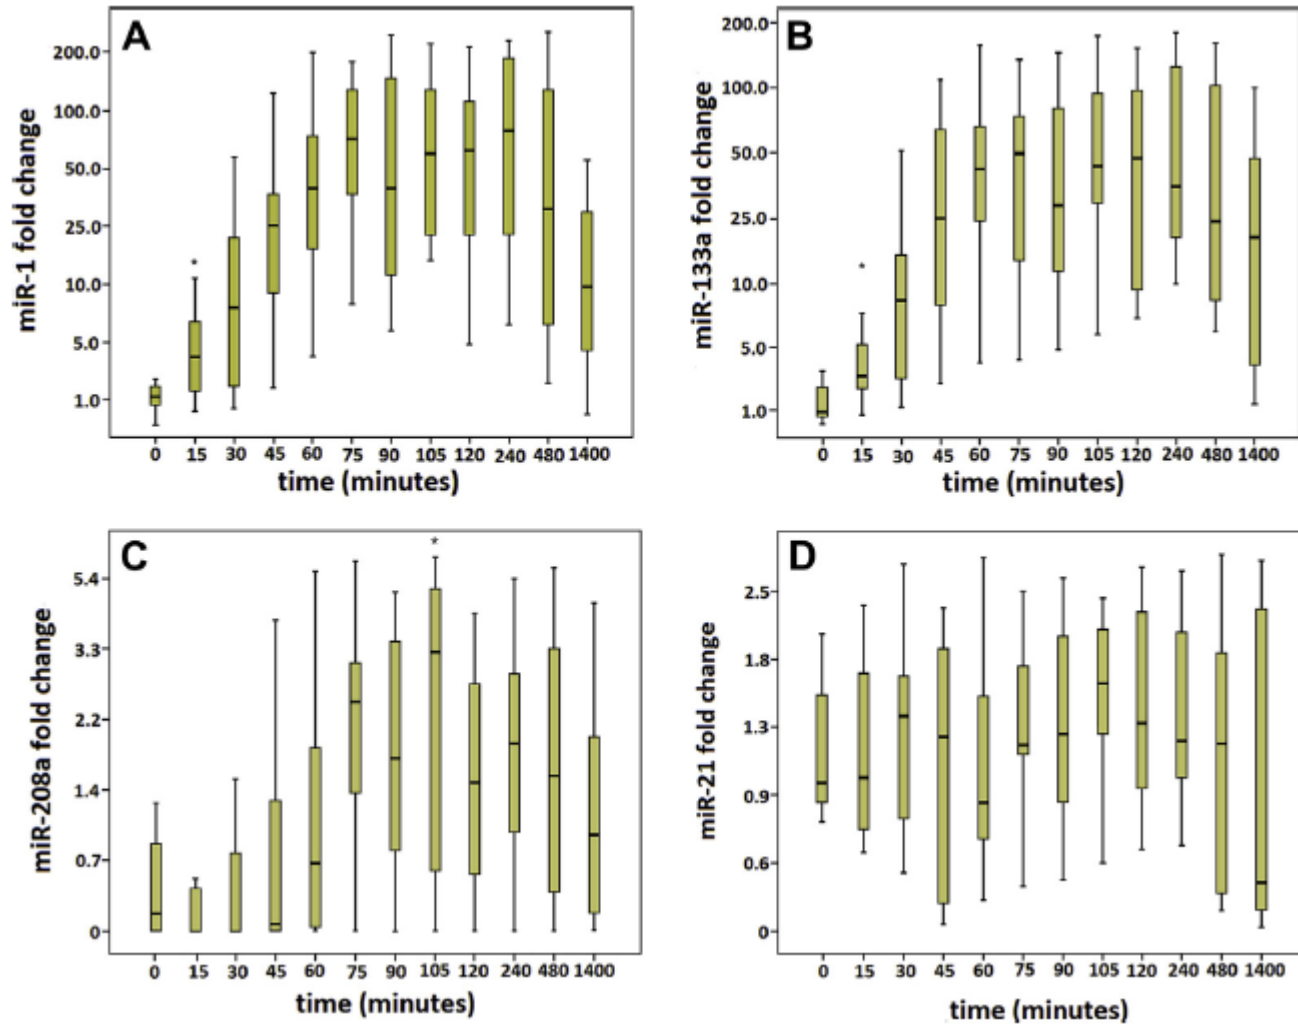 A
miR-1 fold change
200.0
100.0
50.0
25.0
10.0
5.0
1.0
*
0 15 30 45 60 75 90 105 120 240 480 1400
time (minutes)
B
miR-133a fold change
200.0
100.0
50.0
25.0
10.0
5.0
1.0
*
0 15 30 45 60 75 90 105 120 240 480 1400
time (minutes)
C
miR-208a fold change
*
5.4
3.3
2.2
1.4
0.7
0
0 15 30 45 60 75 90 105 120 240 480 1400
time (minutes)
D
miR-21 fold change
2.5
1.8
1.3
0.9
0.6
0
0 15 30 45 60 75 90 105 120 240 480 1400
time (minutes)